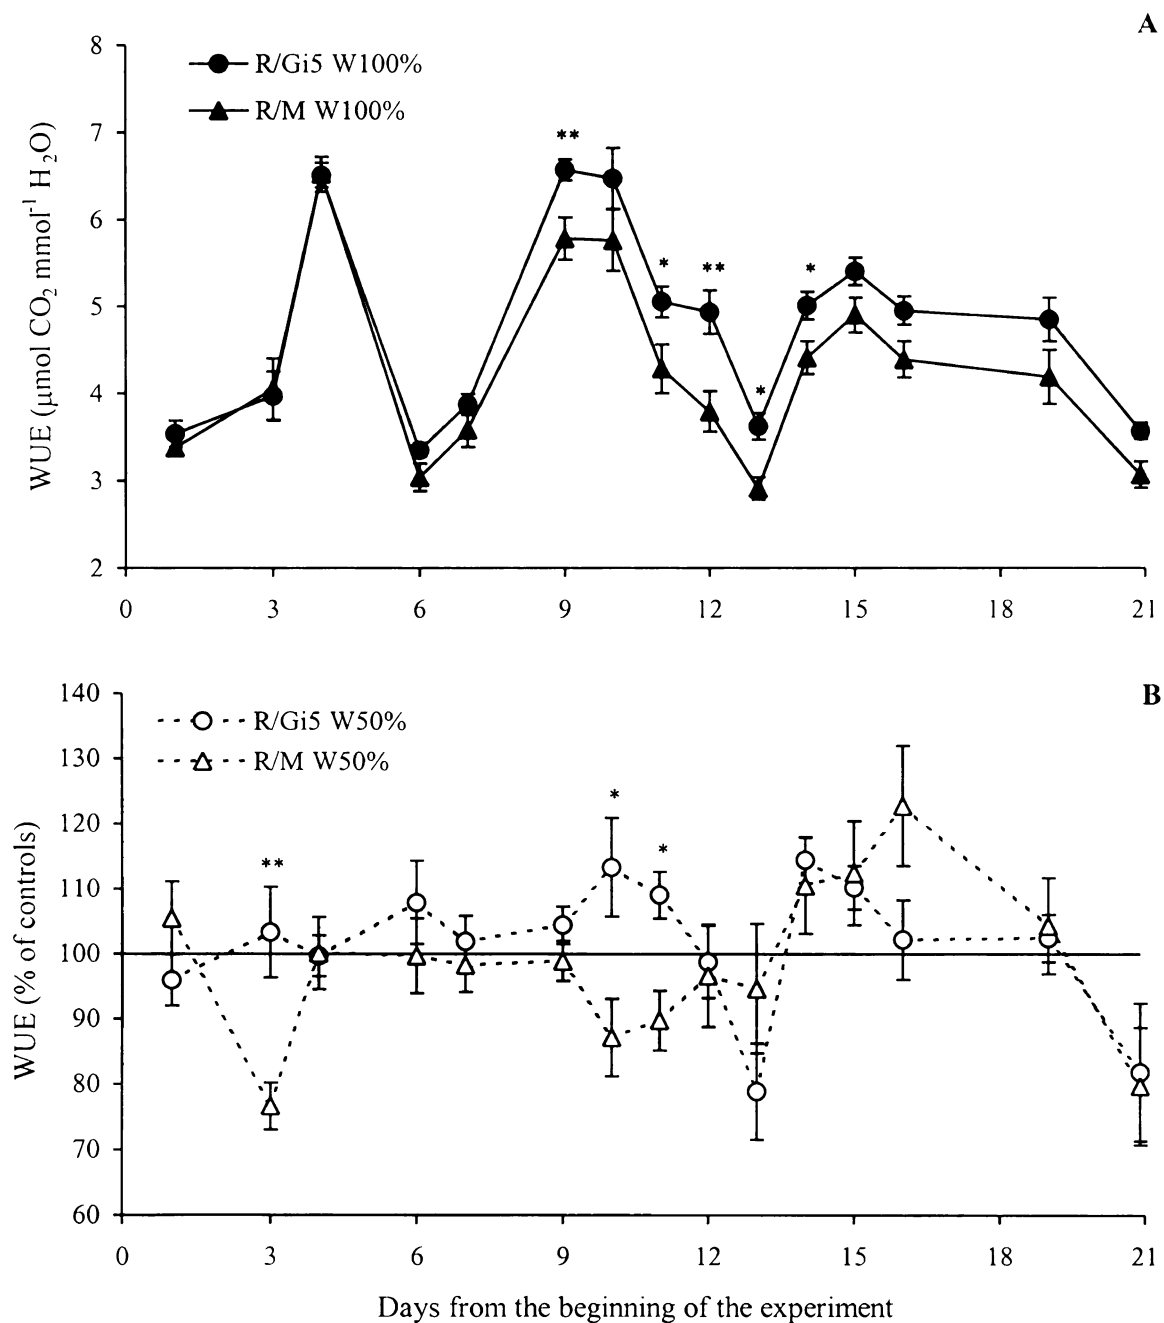 A
8
7
6
5
4
3
2
WUE (μmol CO₂ mmol⁻¹ H₂O)
R/Gi5 W100%
R/M W100%
**
*
**
*
*
0 3 6 9 12 15 18 21
B
140
130
120
110
100
90
80
70
60
WUE (% of controls)
R/Gi5 W50%
R/M W50%
**
*
*
0 3 6 9 12 15 18 21
Days from the beginning of the experiment